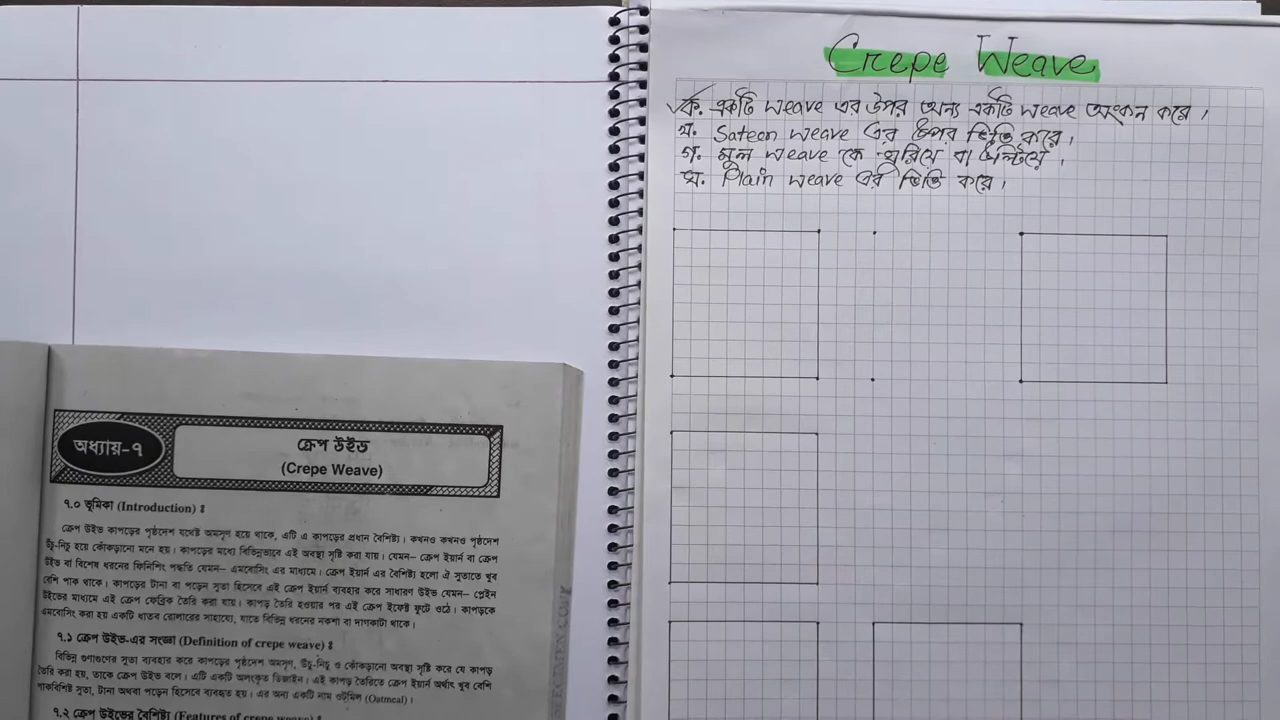 Crepe Weave
ক. একটি weave এর উপর অন্য একটি weave অংকন করে।
খ. Sateen weave এর উপর ভিত্তি করে।
গ. মূল weave কে ঘুরিয়ে বা উল্টিয়ে।
ঘ. Plain weave এর ভিত্তি করে।
অধ্যায়-৭
ক্রেপ উইভ
(Crepe Weave)
৭.০ ভূমিকা (Introduction) ঃ
ক্রেপ উইভ কাপড়ের পৃষ্ঠদেশ যথেষ্ট অমসৃণ হয়ে থাকে, এটি এ কাপড়ের প্রধান বৈশিষ্ট্য। কখনও কখনও পৃষ্ঠদেশ
উঁচু-নিচু হয়ে কোঁকড়ানো মনে হয়। কাপড়ের মধ্যে বিভিন্নভাবে এই অবস্থা সৃষ্টি করা যায়। যেমন– ক্রেপ ইয়ার্ন বা ক্রেপ
উইভ বা বিশেষ ধরনের ফিনিশিং পদ্ধতি যেমন– এমবোসিং এর মাধ্যমে। ক্রেপ ইয়ার্ন এর বৈশিষ্ট্য হলো ঐ সুতাতে খুব
বেশি পাক থাকে। কাপড়ের টানা বা পড়েন সুতা হিসেবে এই ক্রেপ ইয়ার্ন ব্যবহার করে সাধারণ উইভ যেমন– প্লেইন
উইভের মাধ্যমে এই ক্রেপ ফেব্রিক তৈরি করা যায়। কাপড় তৈরি হওয়ার পর এই ক্রেপ ইফেক্ট ফুটে ওঠে। কাপড়কে
এমবোসিং করা হয় একটি ধাতব রোলারের সাহায্যে, যাতে বিভিন্ন ধরনের নকশা বা দাগকাটা থাকে।
৭.১ ক্রেপ উইভ-এর সংজ্ঞা (Definition of crepe weave) ঃ
বিভিন্ন গুণাগুণের সুতা ব্যবহার করে কাপড়ের পৃষ্ঠদেশ অমসৃণ, উঁচু-নিচু ও কোঁকড়ানো অবস্থা সৃষ্টি করে যে কাপড়
তৈরি করা হয়, তাকে ক্রেপ উইভ বলে। এটি একটি অলংকৃত ডিজাইন। এই কাপড় তৈরিতে ক্রেপ ইয়ার্ন অর্থাৎ খুব বেশি
পাকবিশিষ্ট সুতা, টানা অথবা পড়েন হিসেবে ব্যবহৃত হয়। এর অন্য একটি নাম ওটমিল (Oatmeal)।
৭.২ ক্রেপ উইভের বৈশিষ্ট্য (Features of crepe weave) ঃ